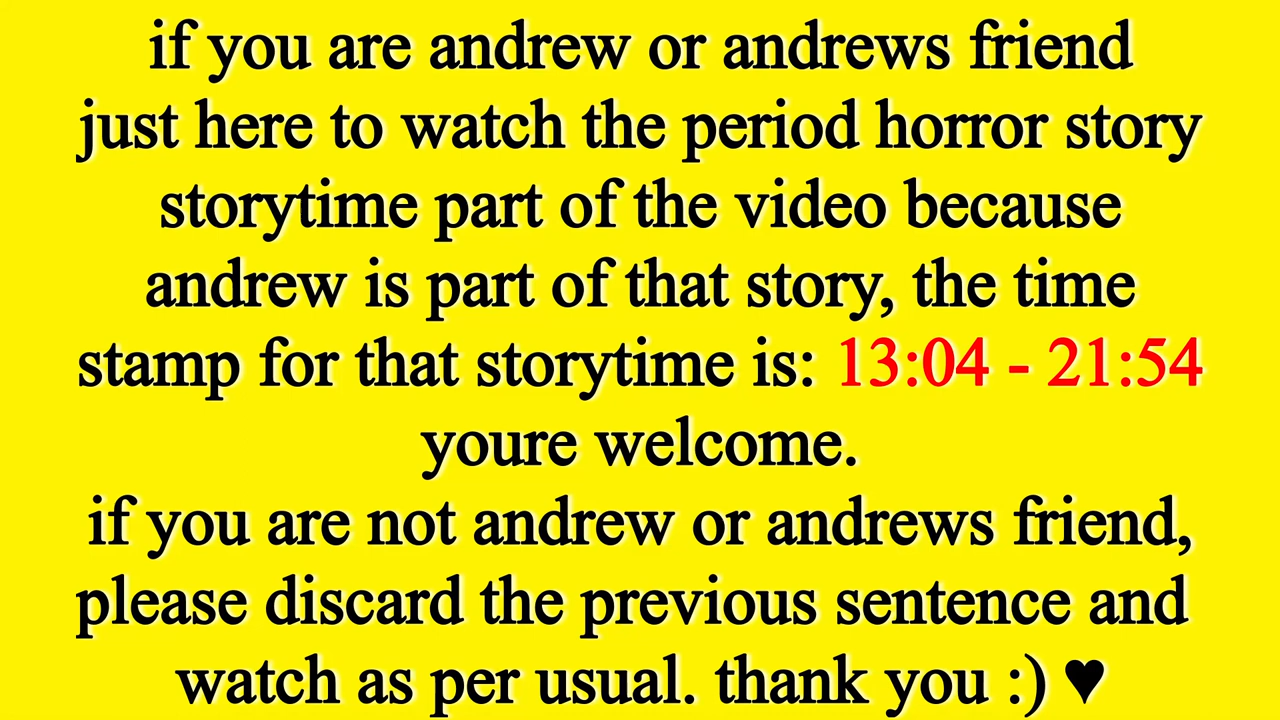 if you are andrew or andrews friend
just here to watch the period horror story
storytime part of the video because
andrew is part of that story, the time
stamp for that storytime is: 13:04 - 21:54
youre welcome.
if you are not andrew or andrews friend,
please discard the previous sentence and
watch as per usual. thank you :) ♥